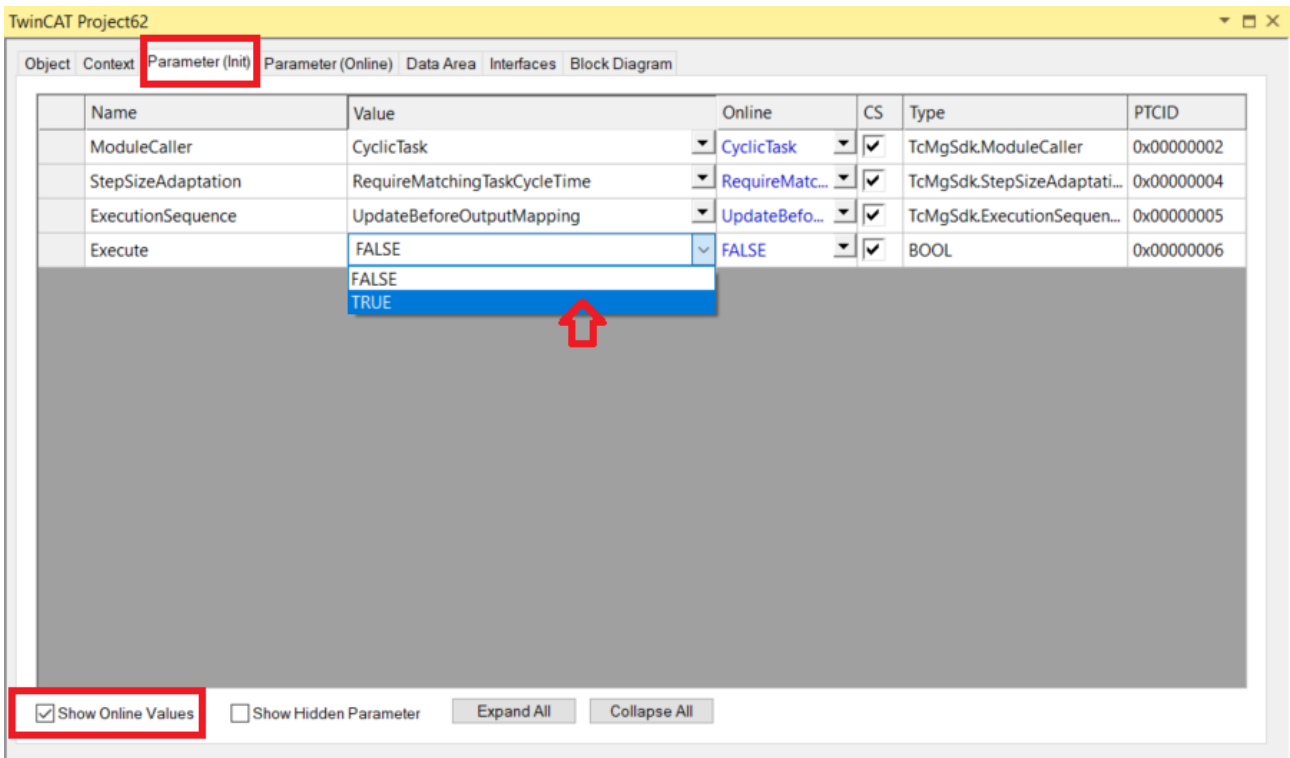 TwinCAT Project62
Object Context Parameter (Init) Parameter (Online) Data Area Interfaces Block Diagram
Name Value Online CS Type PTCID
ModuleCaller CyclicTask CyclicTask TcMgSdk.ModuleCaller 0x00000002
StepSizeAdaptation RequireMatchingTaskCycleTime RequireMatc... TcMgSdk.StepSizeAdaptati... 0x00000004
ExecutionSequence UpdateBeforeOutputMapping UpdateBefo... TcMgSdk.ExecutionSequen... 0x00000005
Execute FALSE FALSE BOOL 0x00000006
FALSE
TRUE
Show Online Values Show Hidden Parameter Expand All Collapse All